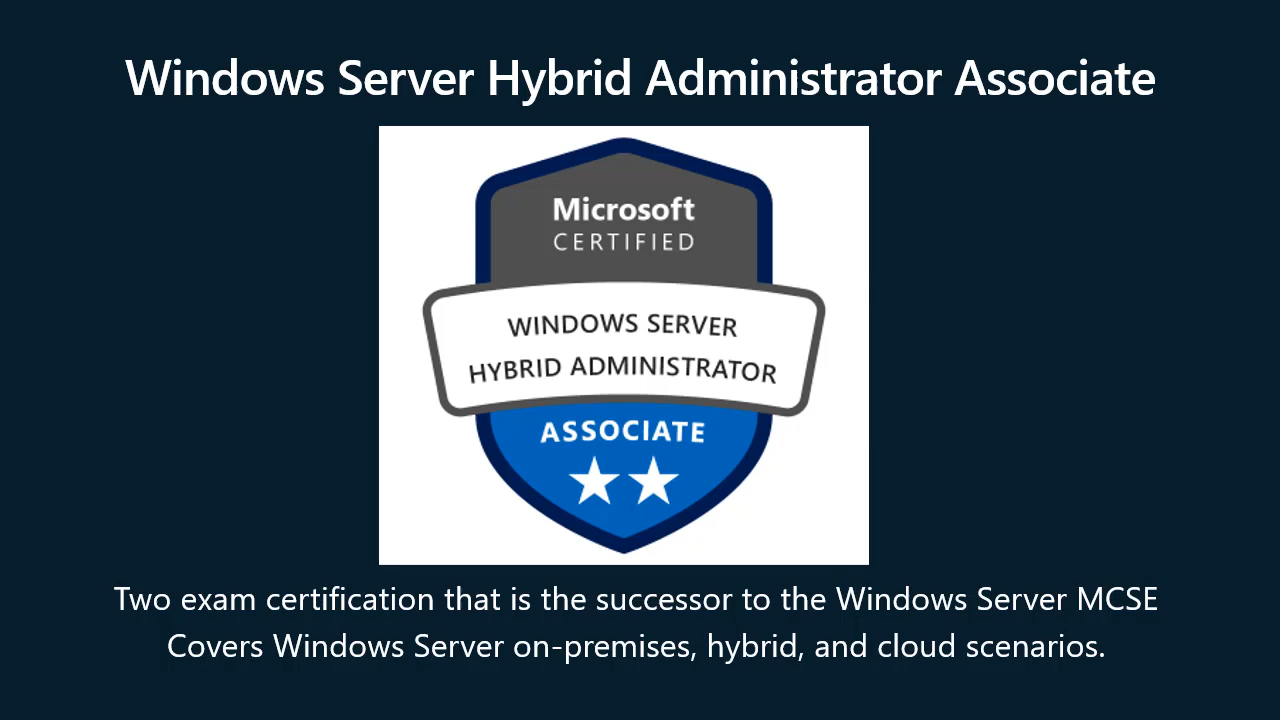 Windows Server Hybrid Administrator Associate
Microsoft
CERTIFIED
WINDOWS SERVER
HYBRID ADMINISTRATOR
ASSOCIATE
Two exam certification that is the successor to the Windows Server MCSE
Covers Windows Server on-premises, hybrid, and cloud scenarios.